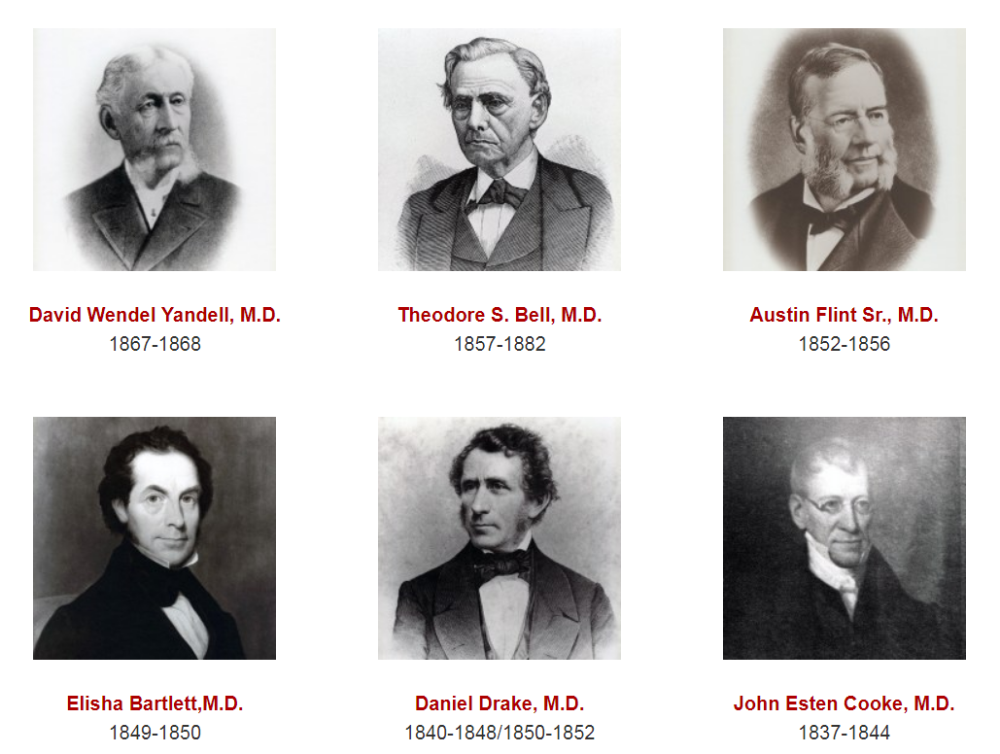 David Wendel Yandell, M.D.
1867-1868
Theodore S. Bell, M.D.
1857-1882
Austin Flint Sr., M.D.
1852-1856
Elisha Bartlett,M.D.
1849-1850
Daniel Drake, M.D.
1840-1848/1850-1852
John Esten Cooke, M.D.
1837-1844